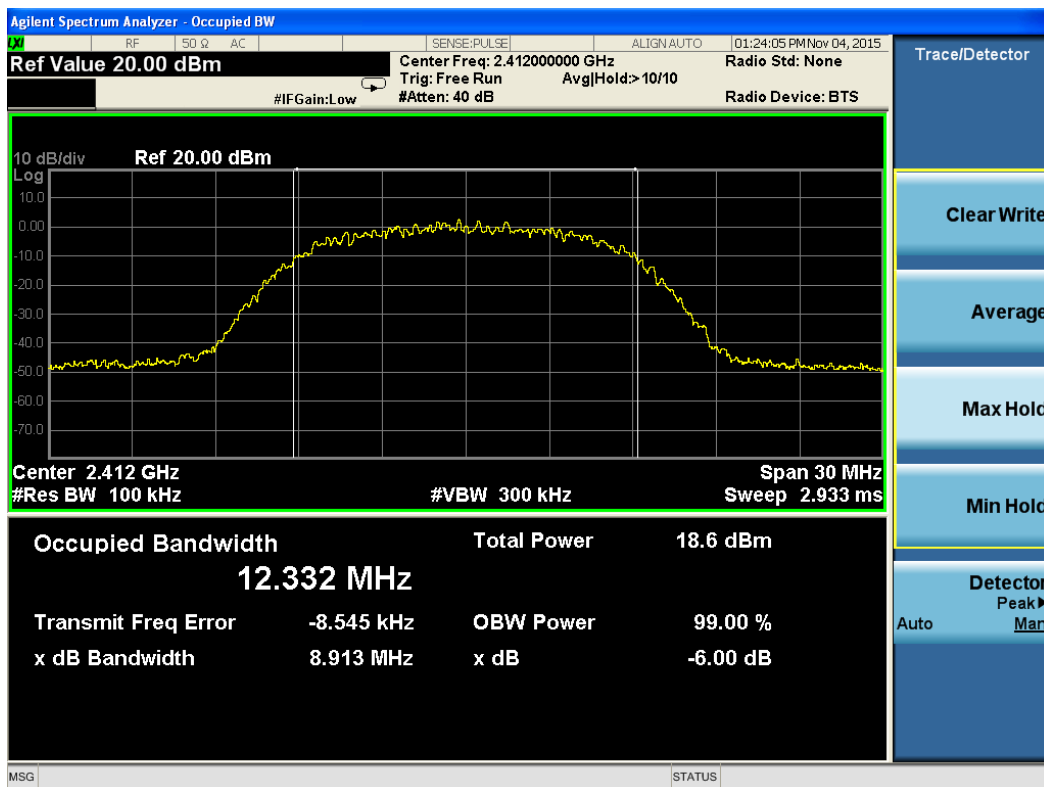 Agilent Spectrum Analyzer - Occupied BW
LXI RF 50 Ω AC SENSE:PULSE ALIGN AUTO 01:24:05 PM Nov 04, 2015
Ref Value 20.00 dBm
Center Freq: 2.412000000 GHz
Radio Std: None
Trig: Free Run Avg|Hold:>10/10
#IFGain:Low
#Atten: 40 dB
Radio Device: BTS
10 dB/div Ref 20.00 dBm
Log
10.0
0.00
-10.0
-20.0
-30.0
-40.0
-50.0
-60.0
-70.0
Center 2.412 GHz Span 30 MHz
#Res BW 100 kHz #VBW 300 kHz Sweep 2.933 ms
Occupied Bandwidth Total Power 18.6 dBm
12.332 MHz
Transmit Freq Error -8.545 kHz OBW Power 99.00 %
x dB Bandwidth 8.913 MHz x dB -6.00 dB
MSG STATUS
Trace/Detector
Clear Write
Average
Max Hold
Min Hold
Detector
Peak▶
Auto Man